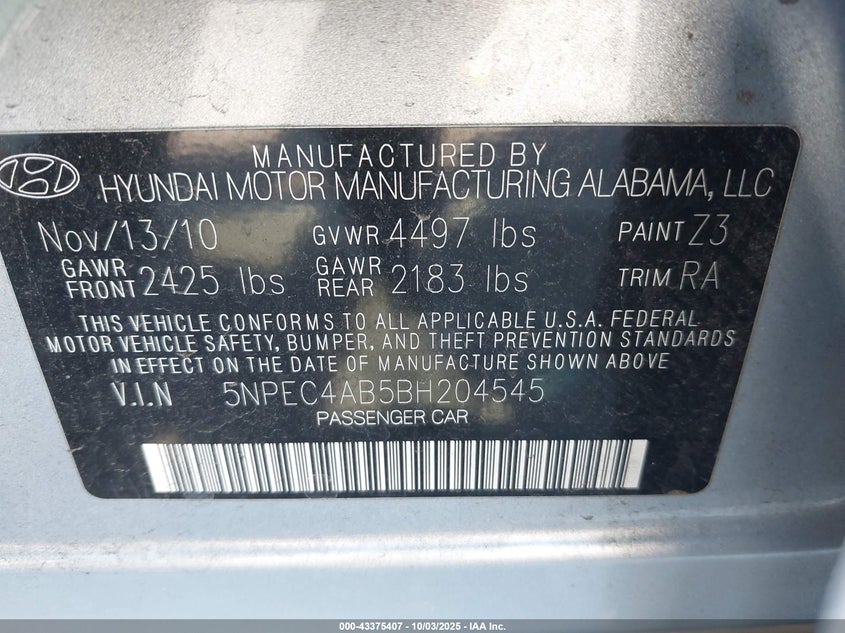 MANUFACTURED BY
HYUNDAI MOTOR MANUFACTURING ALABAMA, LLC
Nov/13/10 GVWR 4497 lbs PAINT Z3
GAWR FRONT 2425 lbs GAWR REAR 2183 lbs TRIM RA
THIS VEHICLE CONFORMS TO ALL APPLICABLE U.S.A. FEDERAL
MOTOR VEHICLE SAFETY, BUMPER, AND THEFT PREVENTION STANDARDS
IN EFFECT ON THE DATE OF MANUFACTURE SHOWN ABOVE
V.I.N 5NPEC4AB5BH204545
PASSENGER CAR
000-43375407 - 10/03/2025 - IAA Inc.